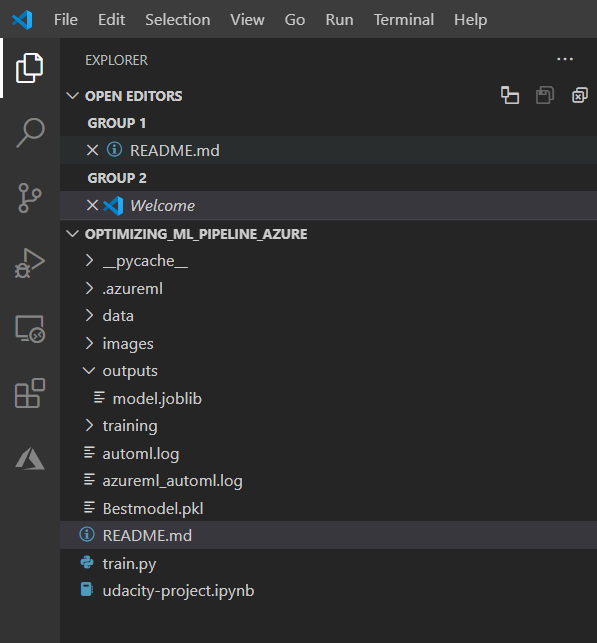 File Edit Selection View Go Run Terminal Help
EXPLORER
OPEN EDITORS
GROUP 1
README.md
GROUP 2
Welcome
OPTIMIZING_ML_PIPELINE_AZURE
__pycache__
.azureml
data
images
outputs
model.joblib
training
automl.log
azureml_automl.log
Bestmodel.pkl
README.md
train.py
udacity-project.ipynb